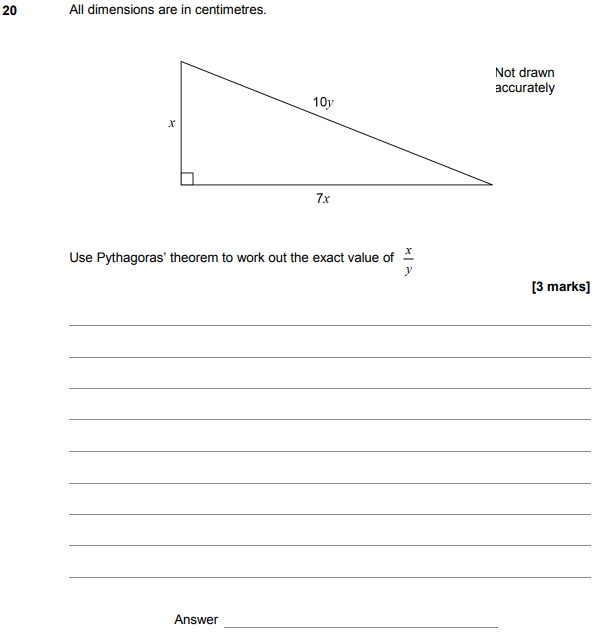 20 All dimensions are in centimetres.
Not drawn
accurately
10y
x
7x
Use Pythagoras' theorem to work out the exact value of x/y
[3 marks]
Answer